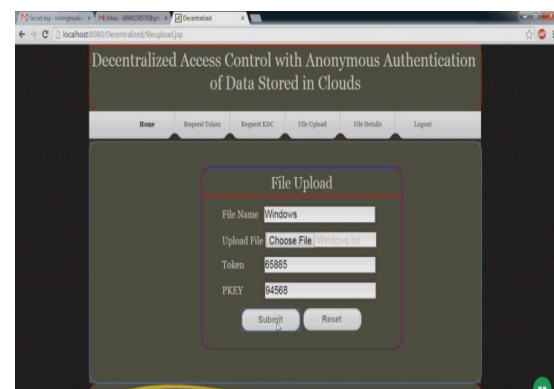 Decentralized
localhost:8080/Decentralized/fileupload.jsp
Decentralized Access Control with Anonymous Authentication
of Data Stored in Clouds
Home Request Token Request KDC File Upload File Details Logout
File Upload
File Name Windows
Upload File Choose File Windows.txt
Token 65885
PKEY 94568
Submit Reset